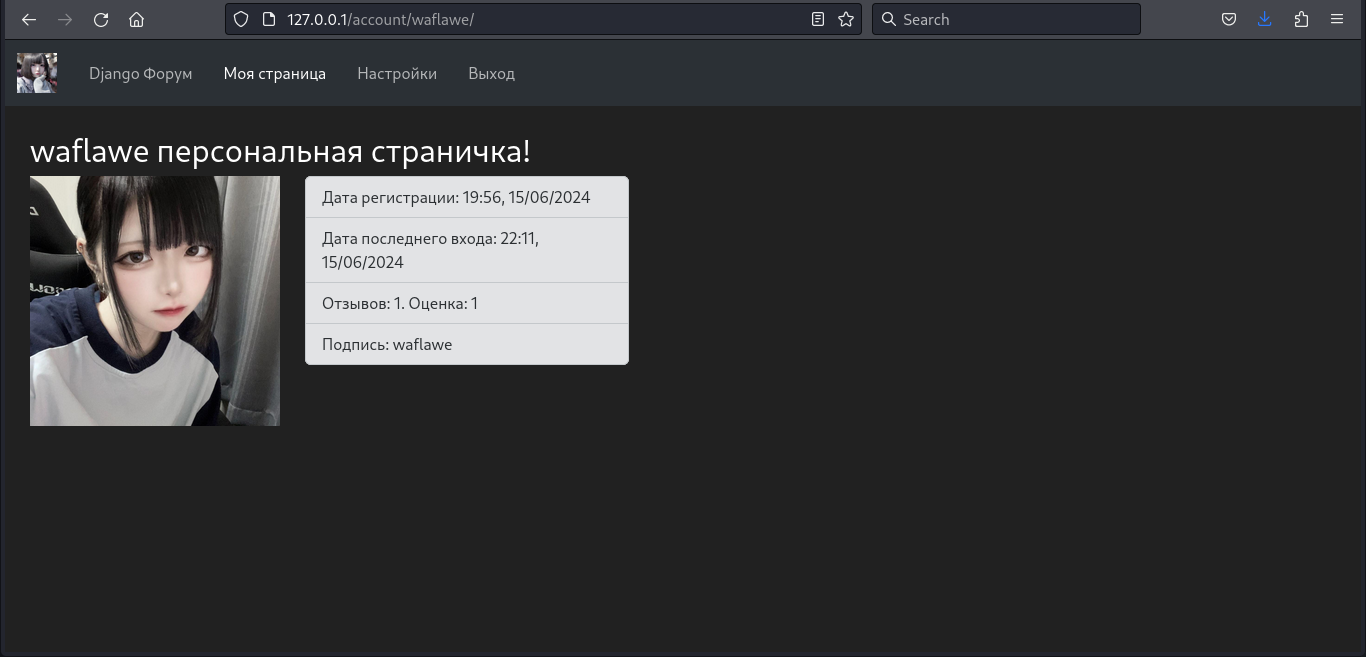 127.0.0.1/account/waflawe/
Search
Django Форум
Моя страница
Настройки
Выход
waflawe персональная страничка!
Дата регистрации: 19:56, 15/06/2024
Дата последнего входа: 22:11,
15/06/2024
Отзывов: 1. Оценка: 1
Подпись: waflawe